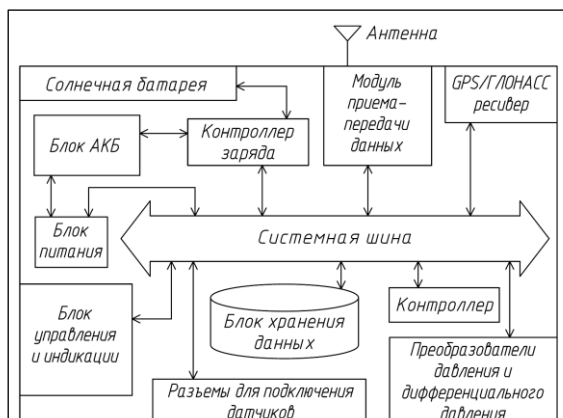 Антенна
Солнечная батарея
Модуль
приема-
передачи
данных
GPS/ГЛОНАСС
ресивер
Блок АКБ
Контроллер
заряда
Блок
питания
Системная шина
Блок
управления
и индикации
Блок хранения
данных
Контроллер
Разъемы для подключения
датчиков
Преобразователи
давления и
дифференциального
давления